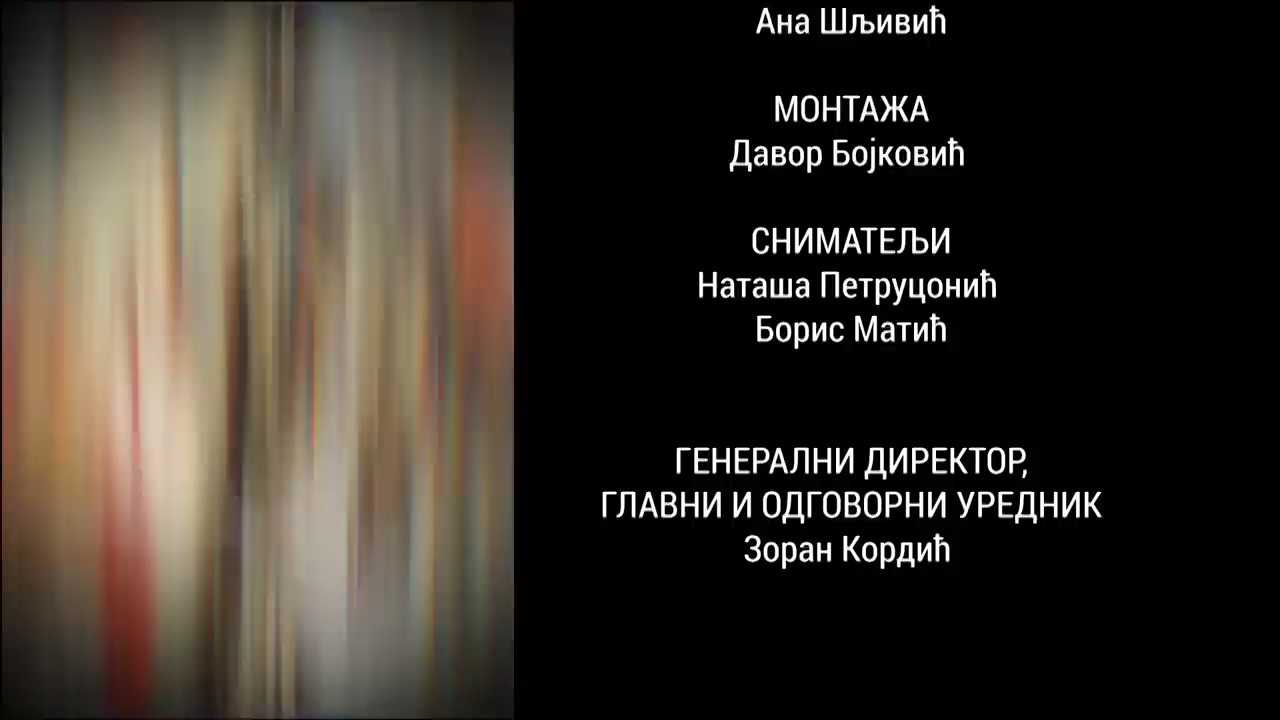 Ана Шљивић
МОНТАЖА
Давор Бојковић
СНИМАТЕЉИ
Наташа Петруцонић
Борис Матић
ГЕНЕРАЛНИ ДИРЕКТОР,
ГЛАВНИ И ОДГОВОРНИ УРЕДНИК
Зоран Кордић